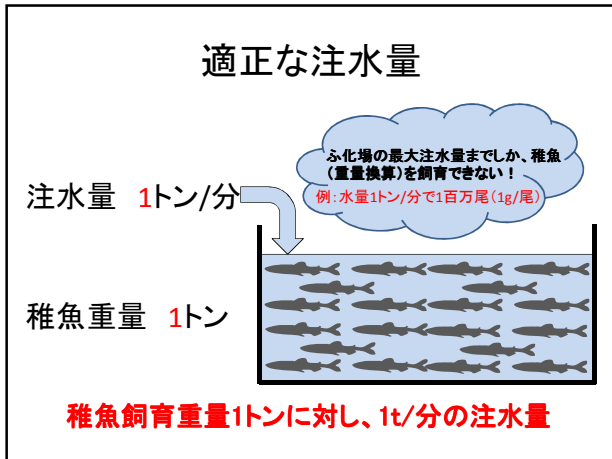 適正な注水量
ふ化場の最大注水量までしか、稚魚
（重量換算）を飼育できない！
例：水量1トン/分で1百万尾（1g/尾）
注水量 1トン/分
稚魚重量 1トン
稚魚飼育重量1トンに対し、1t/分の注水量